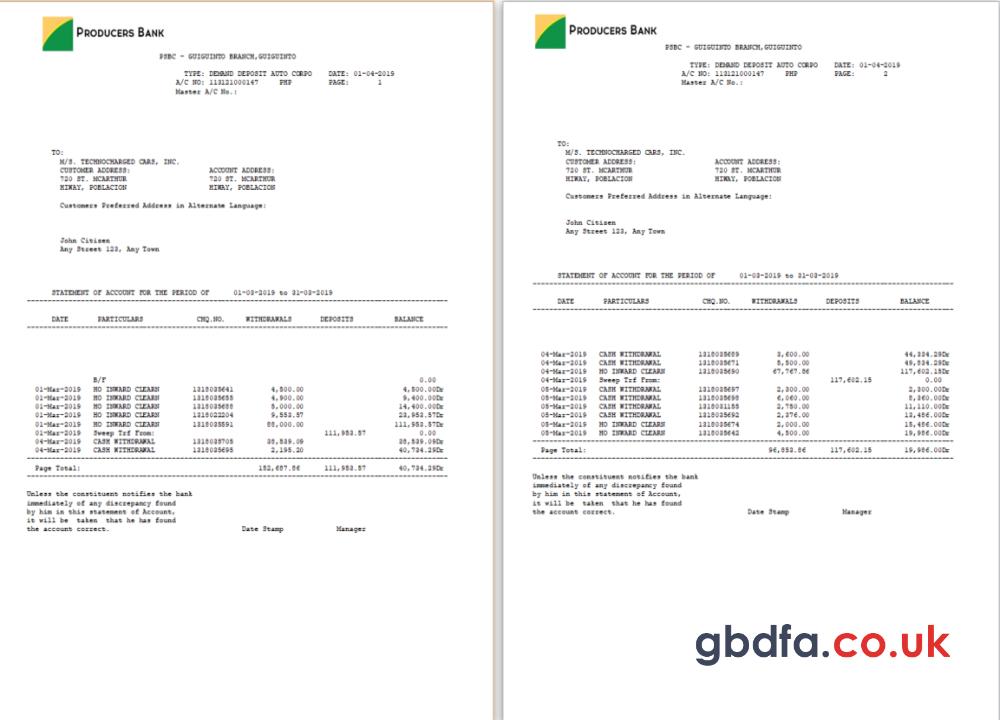 PRODUCERS BANK
PSBC - GUIGUINTO BRANCH,GUIGUINTO
TYPE: DEMAND DEPOSIT AUTO CORPO DATE: 01-04-2019
A/C NO: 113121000147 PHP PAGE: 1
Master A/C No.:
TO:
M/S. TECHNOCHARGED CARS, INC.
CUSTOMER ADDRESS: ACCOUNT ADDRESS:
720 ST. MCARTHUR 720 ST. MCARTHUR
HIWAY, POBLACION HIWAY, POBLACION
Customers Preferred Address in Alternate Language:
John Citizen
Any Street 123, Any Town
STATEMENT OF ACCOUNT FOR THE PERIOD OF 01-03-2019 to 31-03-2019
DATE PARTICULARS CHQ.NO. WITHDRAWALS DEPOSITS BALANCE
B/F 0.00
01-Mar-2019 HO INWARD CLEARN 1318035641 4,500.00 4,500.00Dr
01-Mar-2019 HO INWARD CLEARN 1318035655 4,900.00 9,400.00Dr
01-Mar-2019 HO INWARD CLEARN 1318035688 5,000.00 14,400.00Dr
01-Mar-2019 HO INWARD CLEARN 1318022204 9,553.57 23,953.57Dr
01-Mar-2019 HO INWARD CLEARN 1318035591 88,000.00 111,953.57Dr
01-Mar-2019 Sweep Trf From: 111,953.57 0.00
04-Mar-2019 CASH WITHDRAWAL 1318035705 38,539.09 38,539.09Dr
04-Mar-2019 CASH WITHDRAWAL 1318035695 2,195.20 40,734.29Dr
Page Total: 152,687.86 111,953.57 40,734.29Dr
Unless the constituent notifies the bank
immediately of any discrepancy found
by him in this statement of Account,
it will be taken that he has found
the account correct. Date Stamp Manager
PRODUCERS BANK
PSBC - GUIGUINTO BRANCH,GUIGUINTO
TYPE: DEMAND DEPOSIT AUTO CORPO DATE: 01-04-2019
A/C NO: 113121000147 PHP PAGE: 2
Master A/C No.:
TO:
M/S. TECHNOCHARGED CARS, INC.
CUSTOMER ADDRESS: ACCOUNT ADDRESS:
720 ST. MCARTHUR 720 ST. MCARTHUR
HIWAY, POBLACION HIWAY, POBLACION
Customers Preferred Address in Alternate Language:
John Citizen
Any Street 123, Any Town
STATEMENT OF ACCOUNT FOR THE PERIOD OF 01-03-2019 to 31-03-2019
DATE PARTICULARS CHQ.NO. WITHDRAWALS DEPOSITS BALANCE
04-Mar-2019 CASH WITHDRAWAL 1318035689 3,600.00 44,334.29Dr
04-Mar-2019 CASH WITHDRAWAL 1318035671 5,500.00 49,834.29Dr
04-Mar-2019 HO INWARD CLEARN 1318035690 67,767.86 117,602.15Dr
04-Mar-2019 Sweep Trf From: 117,602.15 0.00
05-Mar-2019 CASH WITHDRAWAL 1318035697 2,300.00 2,300.00Dr
05-Mar-2019 CASH WITHDRAWAL 1318035698 6,060.00 8,360.00Dr
05-Mar-2019 CASH WITHDRAWAL 1318031155 2,750.00 11,110.00Dr
05-Mar-2019 CASH WITHDRAWAL 1318035692 2,376.00 13,486.00Dr
05-Mar-2019 HO INWARD CLEARN 1318035674 2,000.00 15,486.00Dr
05-Mar-2019 HO INWARD CLEARN 1318035642 4,500.00 19,986.00Dr
Page Total: 96,853.86 117,602.15 19,986.00Dr
Unless the constituent notifies the bank
immediately of any discrepancy found
by him in this statement of Account,
it will be taken that he has found
the account correct. Date Stamp Manager
gbdfa.co.uk